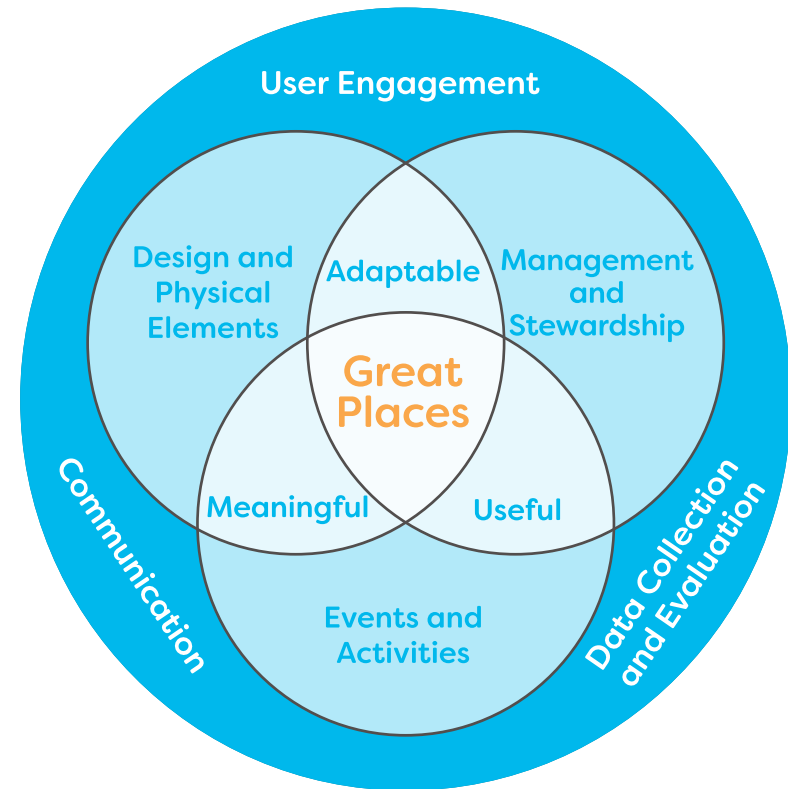 User Engagement
Design and
Physical
Elements
Adaptable
Management
and
Stewardship
Great
Places
Meaningful
Useful
Events and
Activities
Communication
Data Collection
and Evaluation